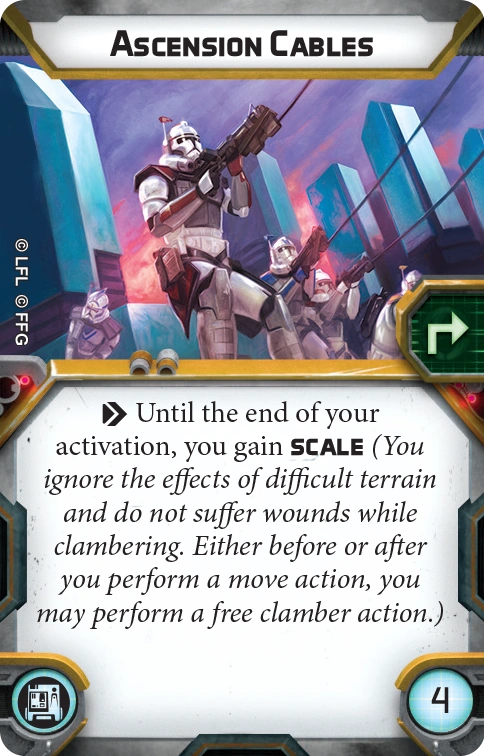 Ascension Cables
© LFL © FFG
Until the end of your
activation, you gain SCALE (You
ignore the effects of difficult terrain
and do not suffer wounds while
clambering. Either before or after
you perform a move action, you
may perform a free clamber action.)
4